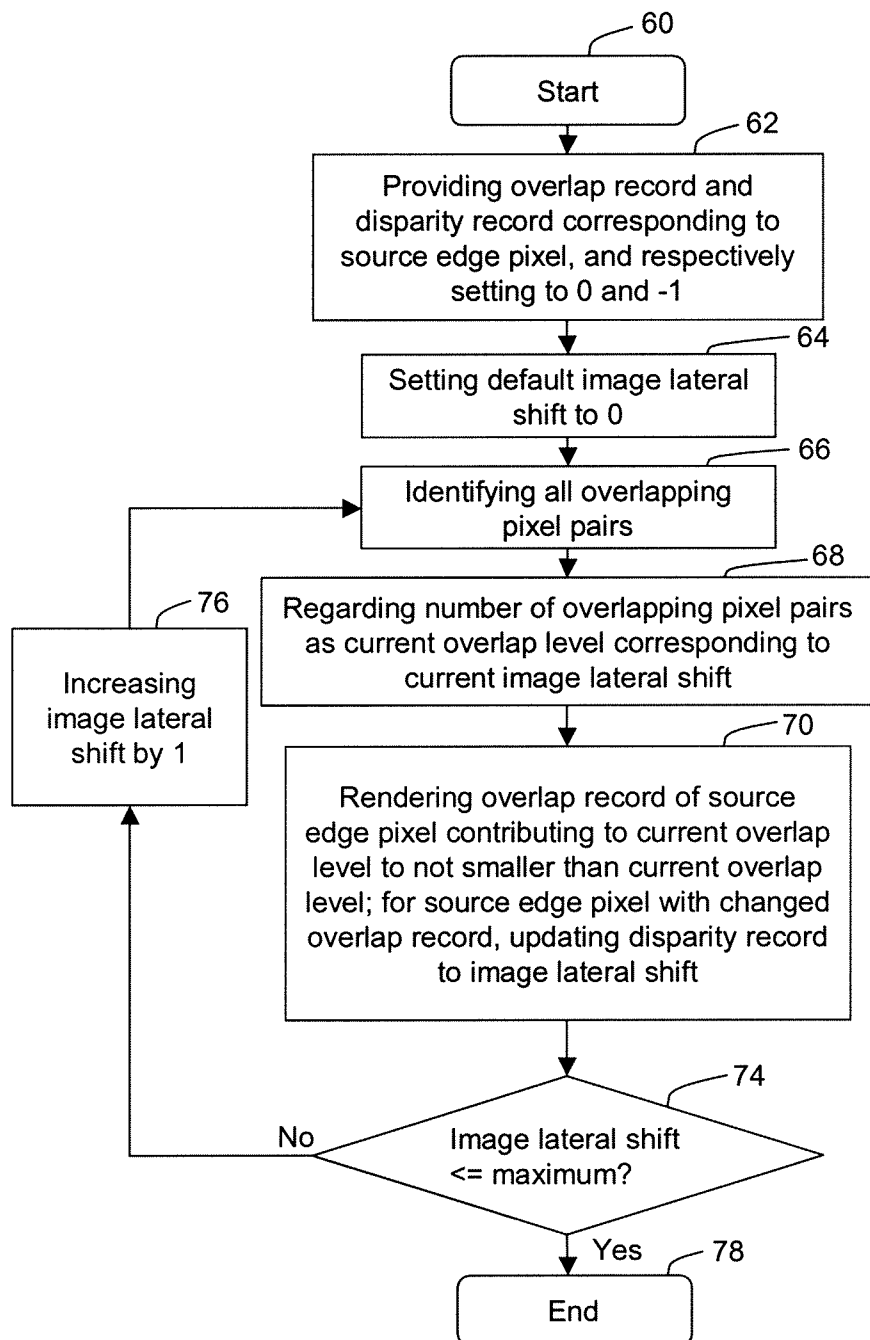 60
Start
62
Providing overlap record and
disparity record corresponding to
source edge pixel, and respectively
setting to 0 and -1
64
Setting default image lateral
shift to 0
66
Identifying all overlapping
pixel pairs
68
Regarding number of overlapping pixel pairs
as current overlap level corresponding to
current image lateral shift
76
Increasing
image lateral
shift by 1
70
Rendering overlap record of source
edge pixel contributing to current overlap
level to not smaller than current overlap
level; for source edge pixel with changed
overlap record, updating disparity record
to image lateral shift
74
No
Image lateral shift
<= maximum?
Yes
78
End